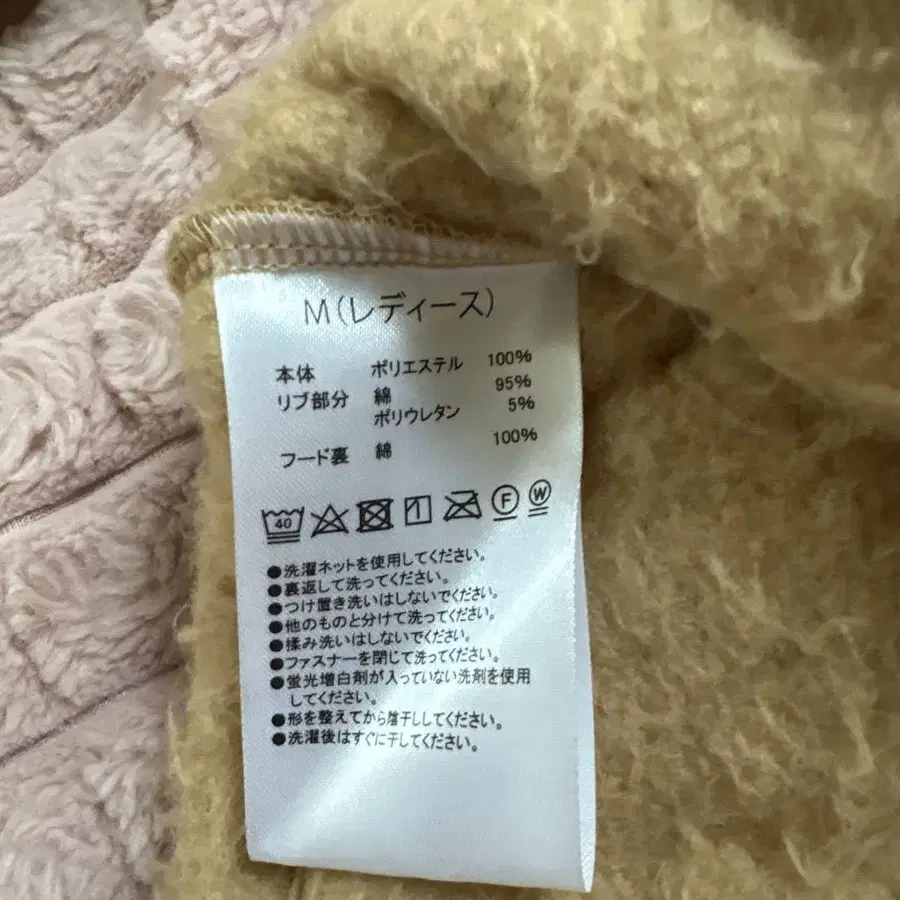 M(レディース)
本体 ポリエステル 100%
リブ部分 綿 95%
ポリウレタン 5%
フード裏 綿 100%
40 F W
●洗濯ネットを使用してください。
●裏返して洗ってください。
●つけ置き洗いはしないでください。
●他のものと分けて洗ってください。
●揉み洗いはしないでください。
●ファスナーを閉じて洗ってください。
●蛍光増白剤が入っていない洗剤を使用
してください。
●形を整えてから陰干ししてください。
●洗濯後はすぐに干してください。